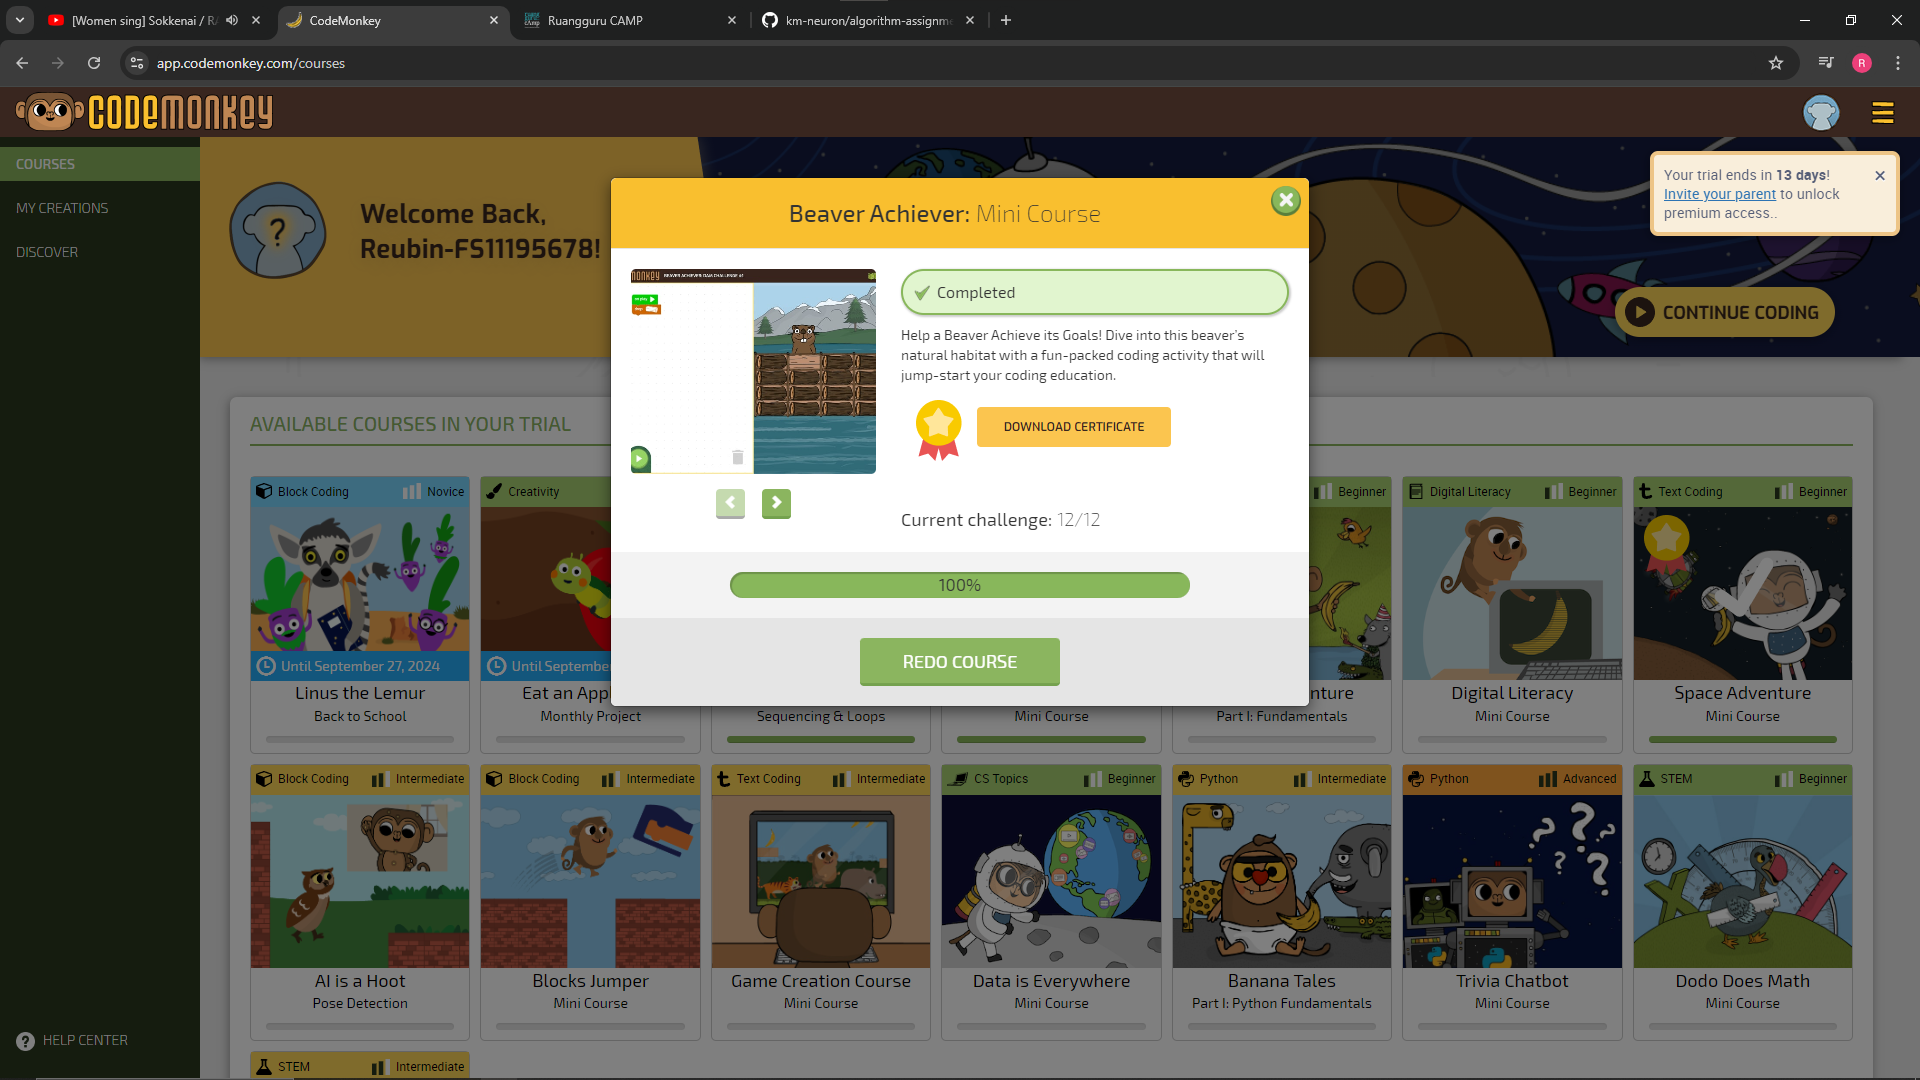 [Women sing] Sokkenai / RA
CodeMonkey
Ruangguru CAMP
km-neuron/algorithm-assignme
app.codemonkey.com/courses
R
CODEMONKEY
COURSES
MY CREATIONS
DISCOVER
HELP CENTER
?
Welcome Back,
Reubin-FS11195678!
Your trial ends in 13 days!
Invite your parent to unlock
premium access..
CONTINUE CODING
Beaver Achiever: Mini Course
BEAVER ACHIEVER: DAM CHALLENGE #1
Completed
Help a Beaver Achieve its Goals! Dive into this beaver's
natural habitat with a fun-packed coding activity that will
jump-start your coding education.
DOWNLOAD CERTIFICATE
Current challenge: 12/12
100%
REDO COURSE
AVAILABLE COURSES IN YOUR TRIAL
Block Coding Novice
Until September 27, 2024
Linus the Lemur
Back to School
Creativity
Until September
Eat an App
Monthly Project
Sequencing & Loops
Mini Course
Beginner
nture
Part I: Fundamentals
Digital Literacy Beginner
Digital Literacy
Mini Course
Text Coding Beginner
Space Adventure
Mini Course
Block Coding Intermediate
AI is a Hoot
Pose Detection
Block Coding Intermediate
Blocks Jumper
Mini Course
Text Coding Intermediate
Game Creation Course
Mini Course
CS Topics Beginner
Data is Everywhere
Mini Course
Python Intermediate
Banana Tales
Part I: Python Fundamentals
Python Advanced
Trivia Chatbot
Mini Course
STEM Beginner
Dodo Does Math
Mini Course
STEM Intermediate